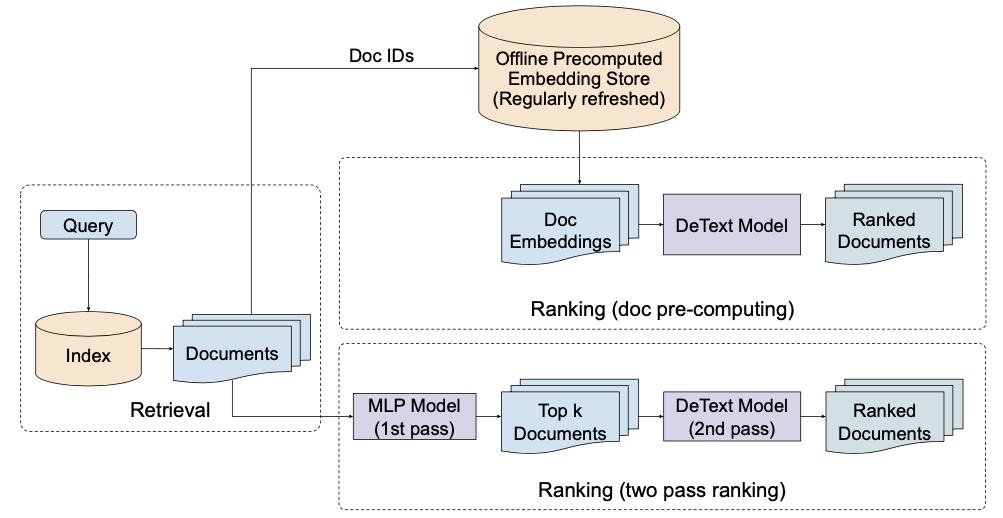 Doc IDs
Offline Precomputed
Embedding Store
(Regularly refreshed)
Query
Index
Documents
Retrieval
Doc
Embeddings
DeText Model
Ranked
Documents
Ranking (doc pre-computing)
MLP Model
(1st pass)
Top k
Documents
DeText Model
(2nd pass)
Ranked
Documents
Ranking (two pass ranking)